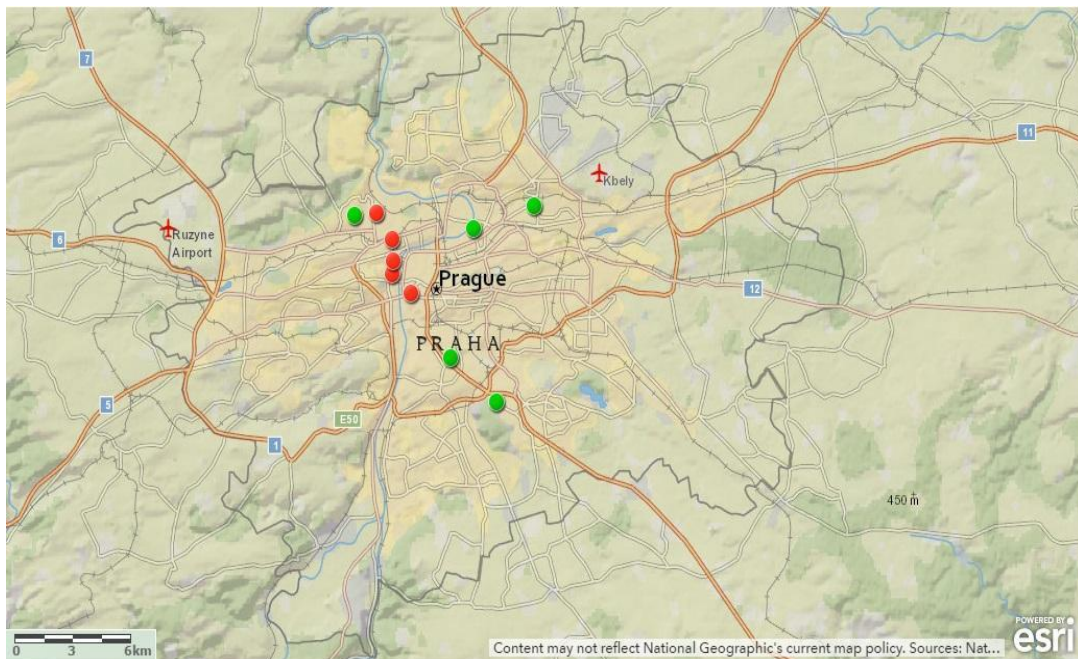 7
11
Kbely
6
Ruzyne
Airport
Prague
12
PRAHA
5
E50
1
450 m
0 3 6km
Content may not reflect National Geographic's current map policy. Sources: Nat...
POWERED BY
esri